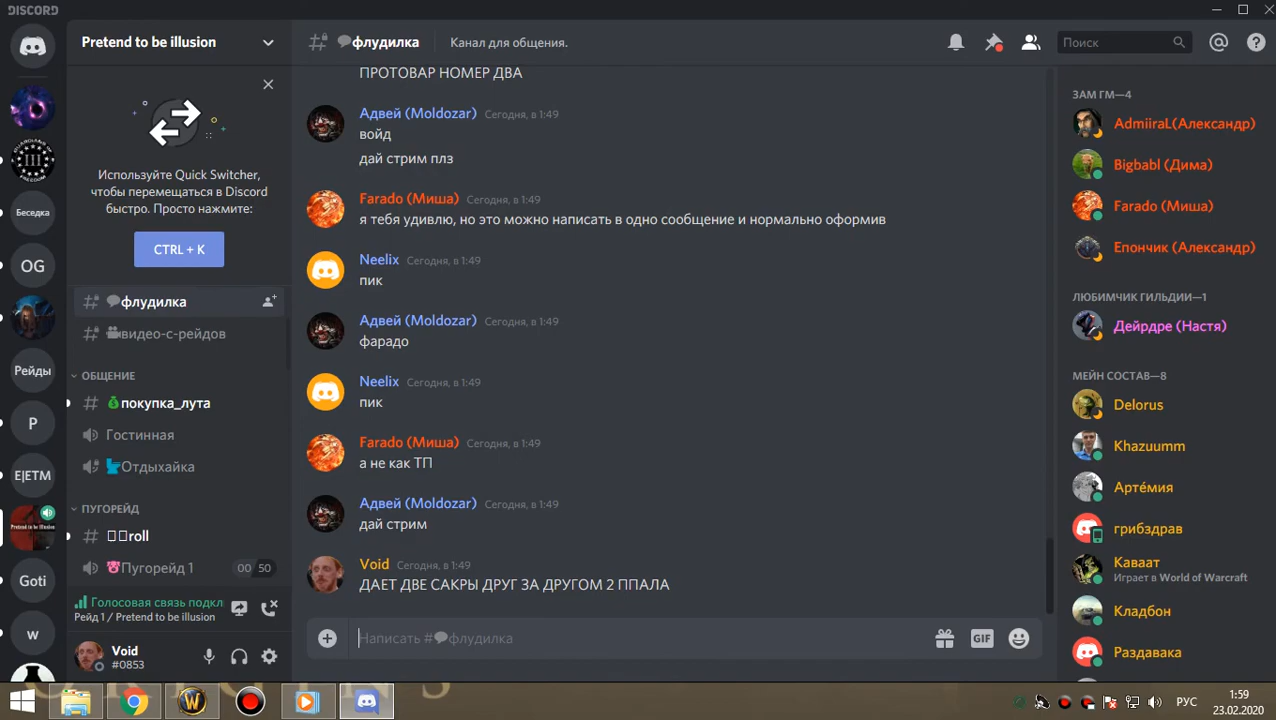 DISCORD
Pretend to be illusion
Используйте Quick Switcher,
чтобы перемещаться в Discord
быстро. Просто нажмите:
CTRL + K
флудилка
видео-с-рейдов
ОБЩЕНИЕ
покупка_лута
Гостинная
Отдыхайка
ПУГОРЕЙД
roll
Пугорейд 1 00 50
Голосовая связь подкл
Рейд 1 / Pretend to be illusion
Void
#0853
III
Беседка
OG
Рейды
P
E|ETM
Pretend to be illusion
Goti
w
флудилка
Канал для общения.
Поиск
ПРОТОВАР НОМЕР ДВА
Адвей (Moldozar) Сегодня, в 1:49
войд
дай стрим плз
Farado (Миша) Сегодня, в 1:49
я тебя удивлю, но это можно написать в одно сообщение и нормально оформив
Neelix Сегодня, в 1:49
пик
Адвей (Moldozar) Сегодня, в 1:49
фарадо
Neelix Сегодня, в 1:49
пик
Farado (Миша) Сегодня, в 1:49
а не как ТП
Адвей (Moldozar) Сегодня, в 1:49
дай стрим
Void Сегодня, в 1:49
ДАЕТ ДВЕ САКРЫ ДРУГ ЗА ДРУГОМ 2 ППАЛА
Написать #флудилка
GIF
ЗАМ ГМ—4
AdmiiraL(Александр)
Bigbabl (Дима)
Farado (Миша)
Епончик (Александр)
ЛЮБИМЧИК ГИЛЬДИИ—1
Дейрдре (Настя)
МЕЙН СОСТАВ—8
Delorus
Khazuumm
Арте́мия
грибздрав
Каваат
Играет в World of Warcraft
Кладбон
Раздавака
РУС
1:59
23.02.2020